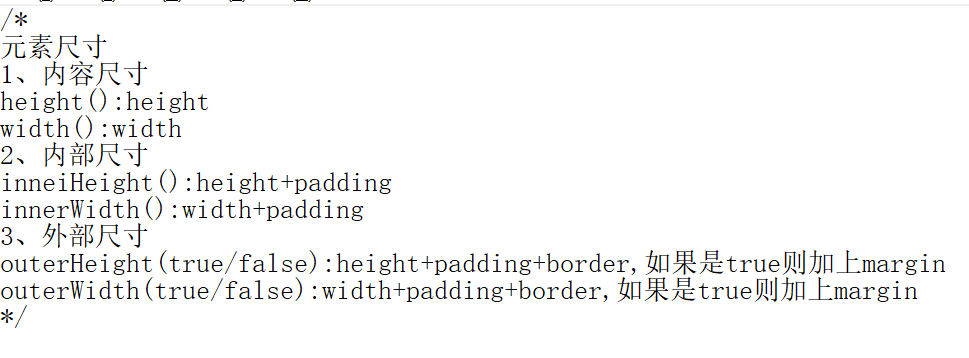 /*
元素尺寸
1、内容尺寸
height():height
width():width
2、内部尺寸
inneiHeight():height+padding
innerWidth():width+padding
3、外部尺寸
outerHeight(true/false):height+padding+border,如果是true则加上margin
outerWidth(true/false):width+padding+border,如果是true则加上margin
*/